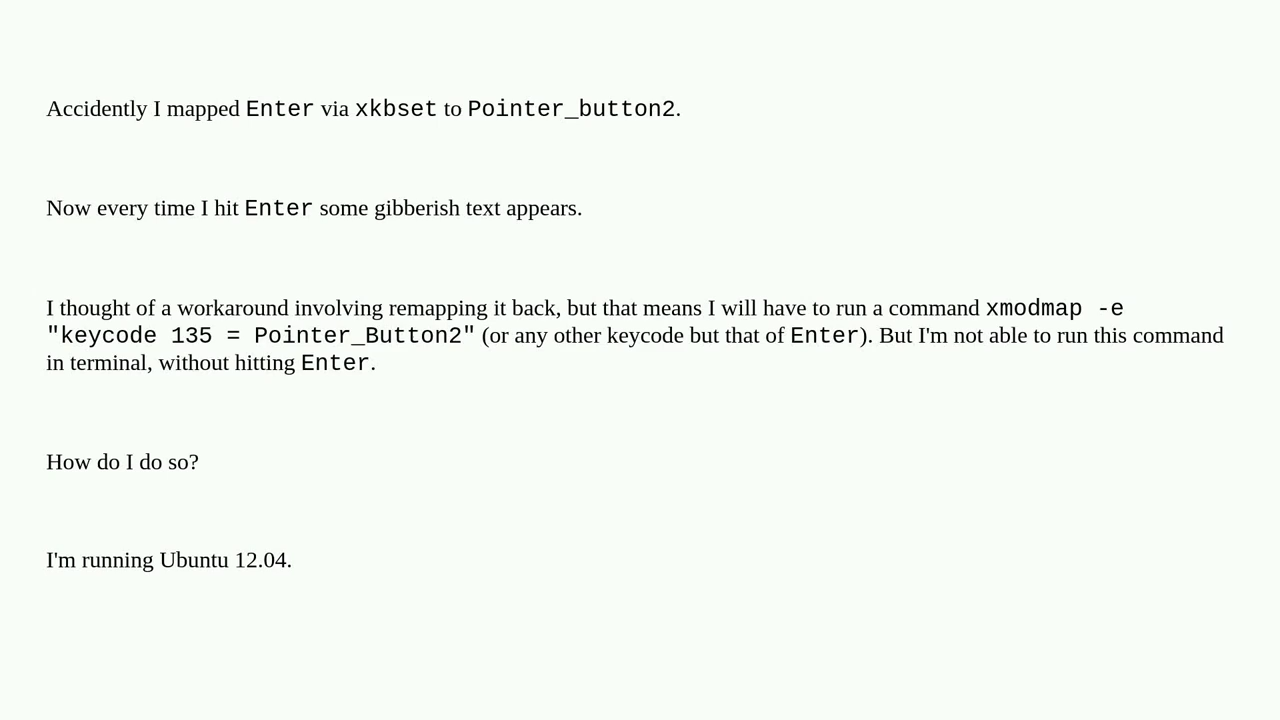 Accidently I mapped Enter via xkbset to Pointer_button2.
Now every time I hit Enter some gibberish text appears.
I thought of a workaround involving remapping it back, but that means I will have to run a command xmodmap -e
"keycode 135 = Pointer_Button2" (or any other keycode but that of Enter). But I'm not able to run this command
in terminal, without hitting Enter.
How do I do so?
I'm running Ubuntu 12.04.